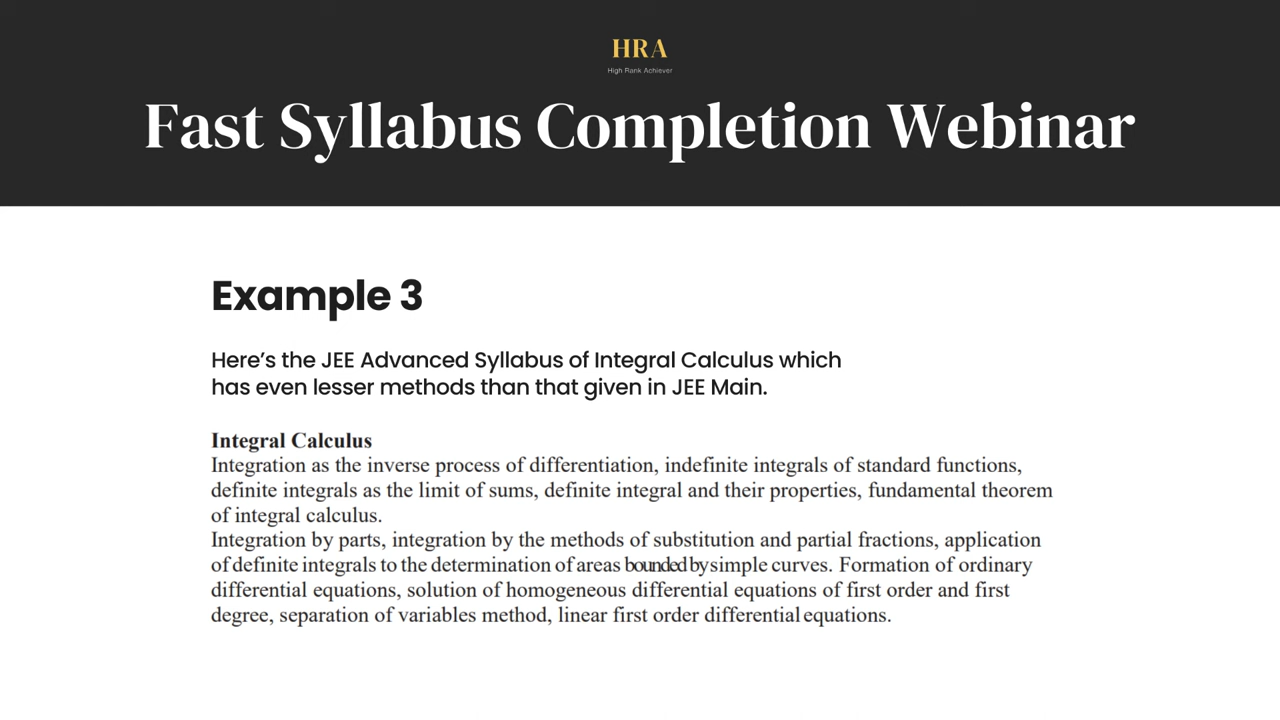 HRA
High Rank Achiever
Fast Syllabus Completion Webinar
Example 3
Here's the JEE Advanced Syllabus of Integral Calculus which
has even lesser methods than that given in JEE Main.
Integral Calculus
Integration as the inverse process of differentiation, indefinite integrals of standard functions,
definite integrals as the limit of sums, definite integral and their properties, fundamental theorem
of integral calculus.
Integration by parts, integration by the methods of substitution and partial fractions, application
of definite integrals to the determination of areas bounded by simple curves. Formation of ordinary
differential equations, solution of homogeneous differential equations of first order and first
degree, separation of variables method, linear first order differential equations.